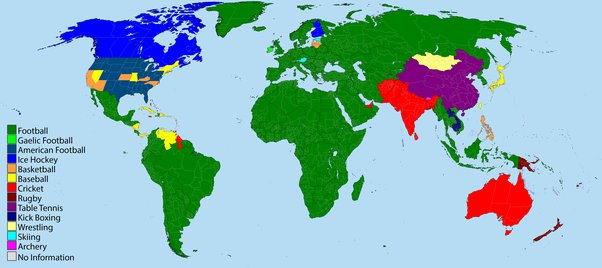 Football
Gaelic Football
American Football
Ice Hockey
Basketball
Baseball
Cricket
Rugby
Table Tennis
Kick Boxing
Wrestling
Skiing
Archery
No Information